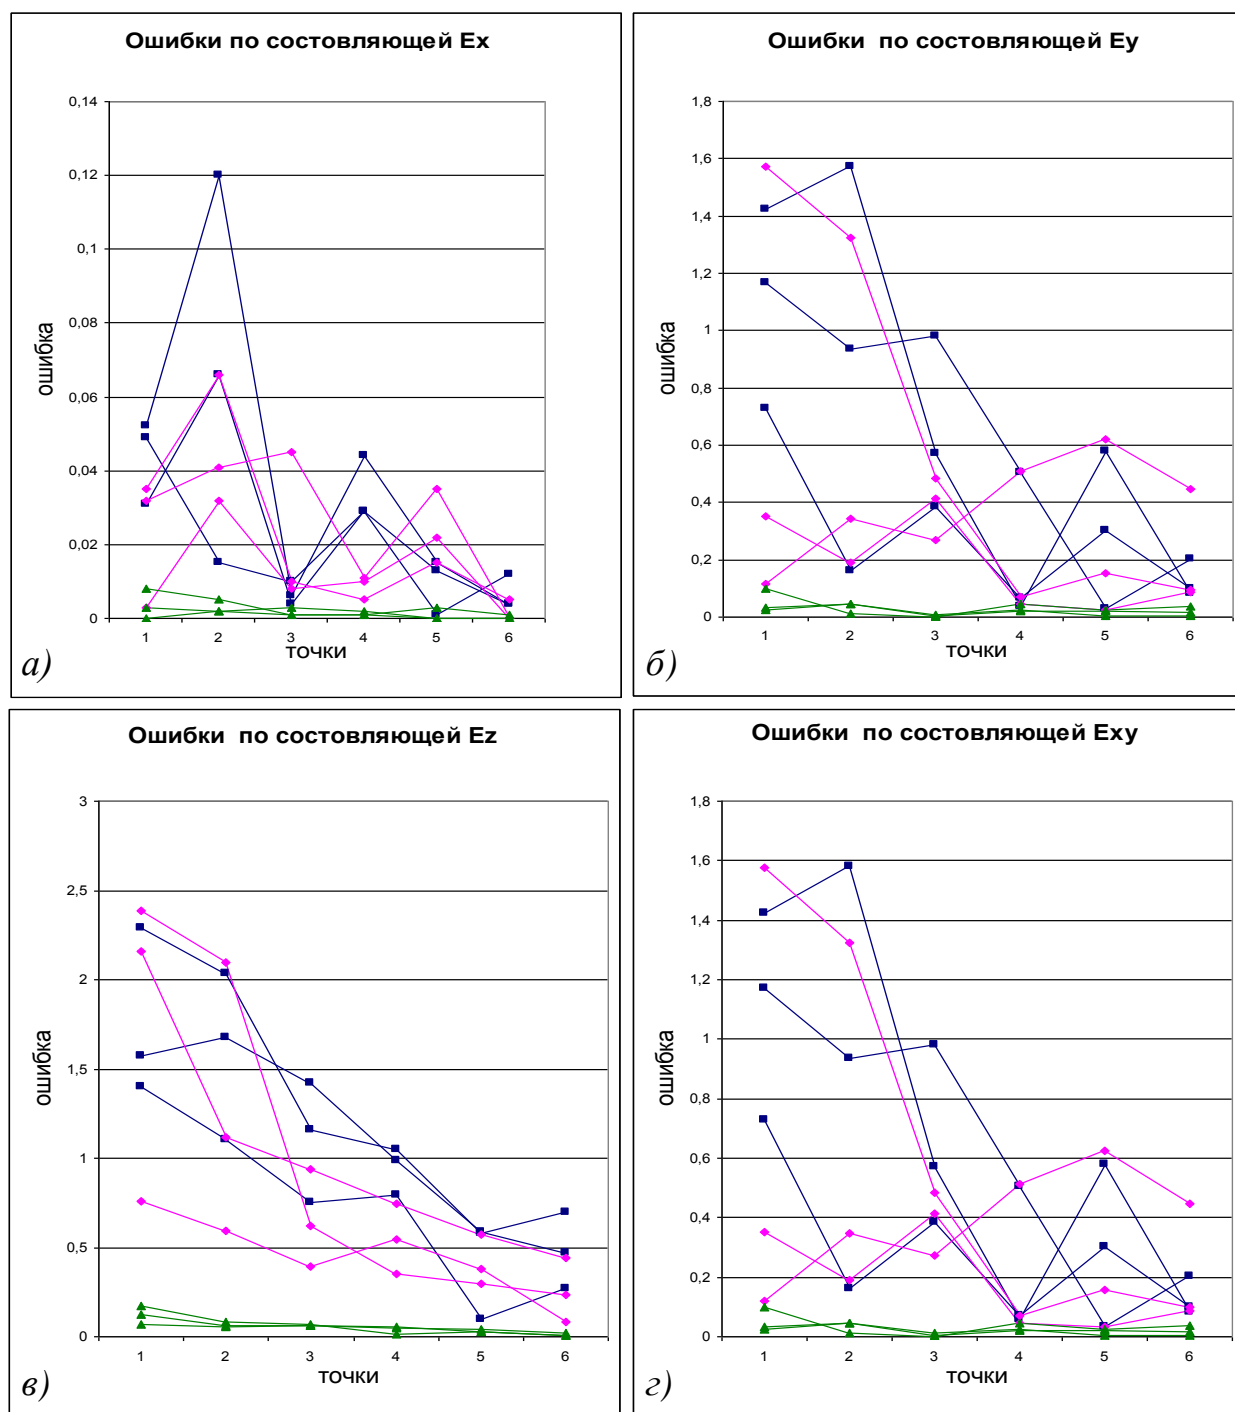 Ошибки по состовляющей Ex
0,14
0,12
0,1
0,08
0,06
0,04
0,02
0
ошибка
1 2 3 4 5 6
точки
а)
Ошибки по состовляющей Ey
1,8
1,6
1,4
1,2
1
0,8
0,6
0,4
0,2
0
ошибка
1 2 3 4 5 6
точки
б)
Ошибки по состовляющей Ez
3
2,5
2
1,5
1
0,5
0
ошибка
1 2 3 4 5 6
точки
в)
Ошибки по состовляющей Exy
1,8
1,6
1,4
1,2
1
0,8
0,6
0,4
0,2
0
ошибка
1 2 3 4 5 6
точки
г)